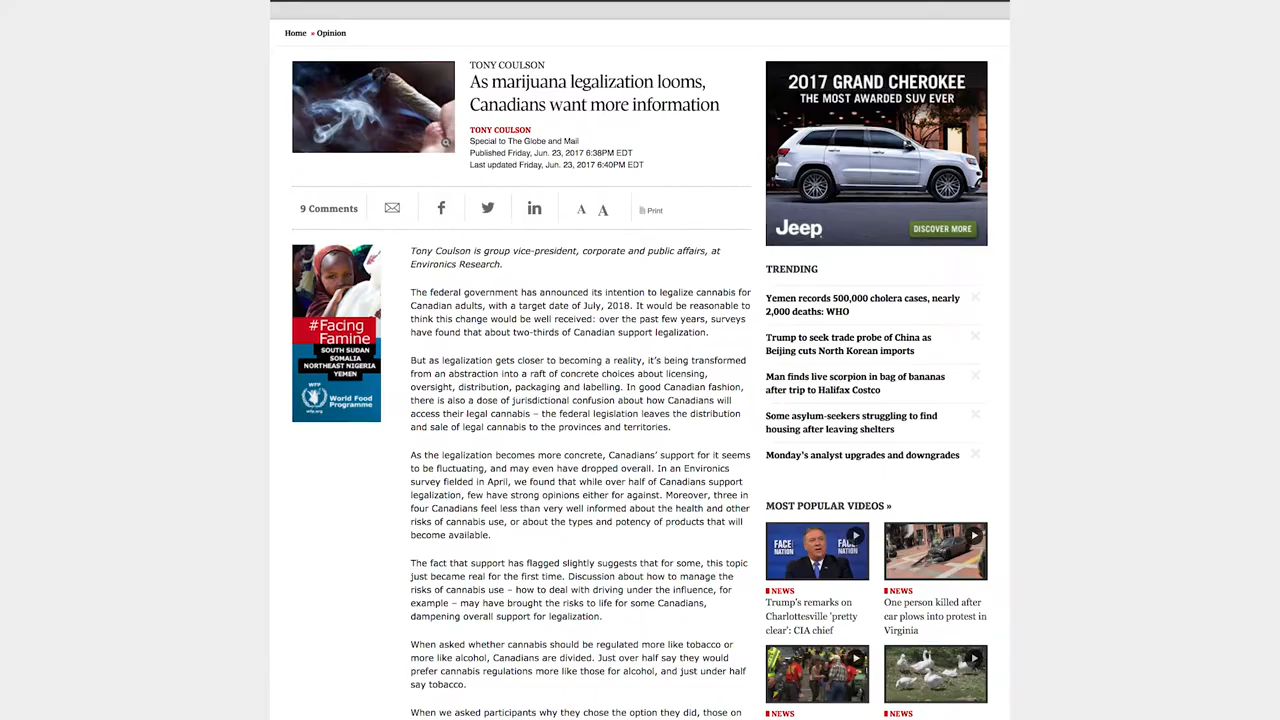 Home » Opinion
TONY COULSON
As marijuana legalization looms,
Canadians want more information
TONY COULSON
Special to The Globe and Mail
Published Friday, Jun. 23, 2017 6:38PM EDT
Last updated Friday, Jun. 23, 2017 6:40PM EDT
9 Comments
A A
Print
#Facing
Famine
SOUTH SUDAN
SOMALIA
NORTHEAST NIGERIA
YEMEN
WFP
wfp.org
World Food
Programme
Tony Coulson is group vice-president, corporate and public affairs, at
Environics Research.
The federal government has announced its intention to legalize cannabis for
Canadian adults, with a target date of July, 2018. It would be reasonable to
think this change would be well received: over the past few years, surveys
have found that about two-thirds of Canadian support legalization.
But as legalization gets closer to becoming a reality, it's being transformed
from an abstraction into a raft of concrete choices about licensing,
oversight, distribution, packaging and labelling. In good Canadian fashion,
there is also a dose of jurisdictional confusion about how Canadians will
access their legal cannabis – the federal legislation leaves the distribution
and sale of legal cannabis to the provinces and territories.
As the legalization becomes more concrete, Canadians' support for it seems
to be fluctuating, and may even have dropped overall. In an Environics
survey fielded in April, we found that while over half of Canadians support
legalization, few have strong opinions either for against. Moreover, three in
four Canadians feel less than very well informed about the health and other
risks of cannabis use, or about the types and potency of products that will
become available.
The fact that support has flagged slightly suggests that for some, this topic
just became real for the first time. Discussion about how to manage the
risks of cannabis use – how to deal with driving under the influence, for
example – may have brought the risks to life for some Canadians,
dampening overall support for legalization.
When asked whether cannabis should be regulated more like tobacco or
more like alcohol, Canadians are divided. Just over half say they would
prefer cannabis regulations more like those for alcohol, and just under half
say tobacco.
When we asked participants why they chose the option they did, those on
2017 GRAND CHEROKEE
THE MOST AWARDED SUV EVER
Jeep
DISCOVER MORE
TRENDING
Yemen records 500,000 cholera cases, nearly
2,000 deaths: WHO
Trump to seek trade probe of China as
Beijing cuts North Korean imports
Man finds live scorpion in bag of bananas
after trip to Halifax Costco
Some asylum-seekers struggling to find
housing after leaving shelters
Monday's analyst upgrades and downgrades
MOST POPULAR VIDEOS »
FACE NATION FACE NATION
NEWS
Trump's remarks on
Charlottesville 'pretty
clear': CIA chief
NEWS
One person killed after
car plows into protest in
Virginia
NEWS
NEWS